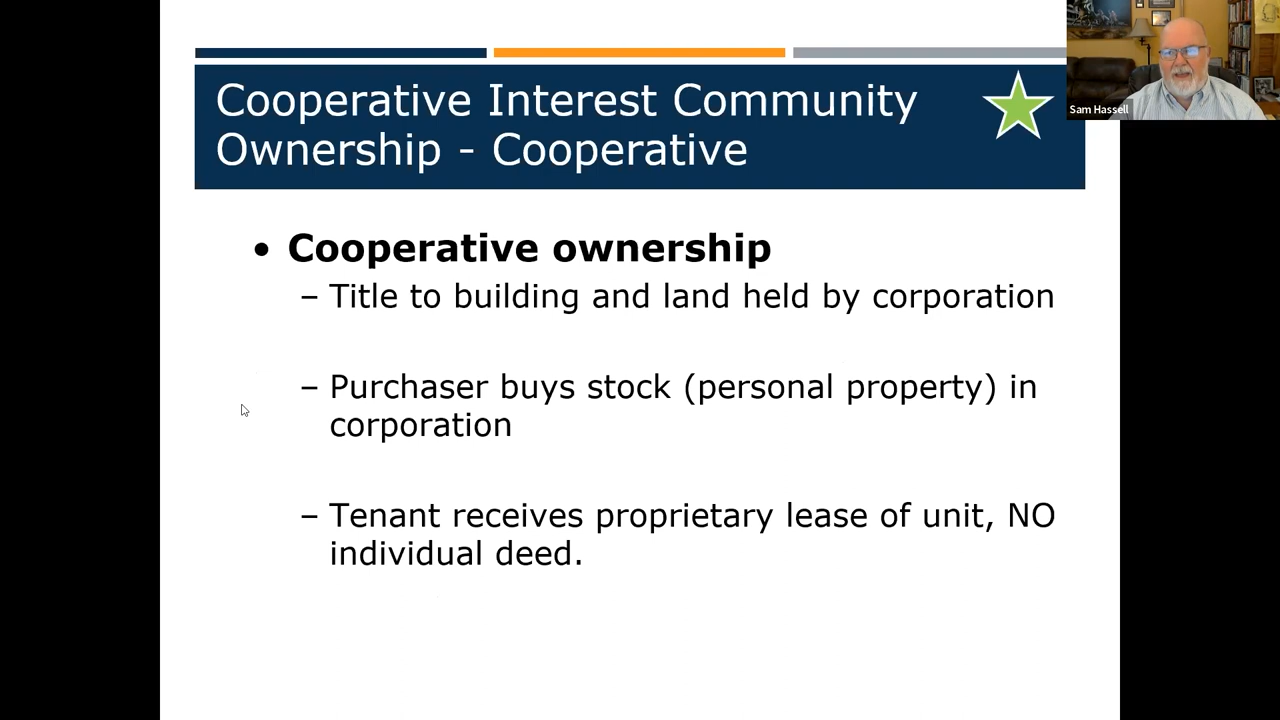 Cooperative Interest Community
Ownership - Cooperative
Sam Hassell
• Cooperative ownership
– Title to building and land held by corporation
– Purchaser buys stock (personal property) in
corporation
– Tenant receives proprietary lease of unit, NO
individual deed.